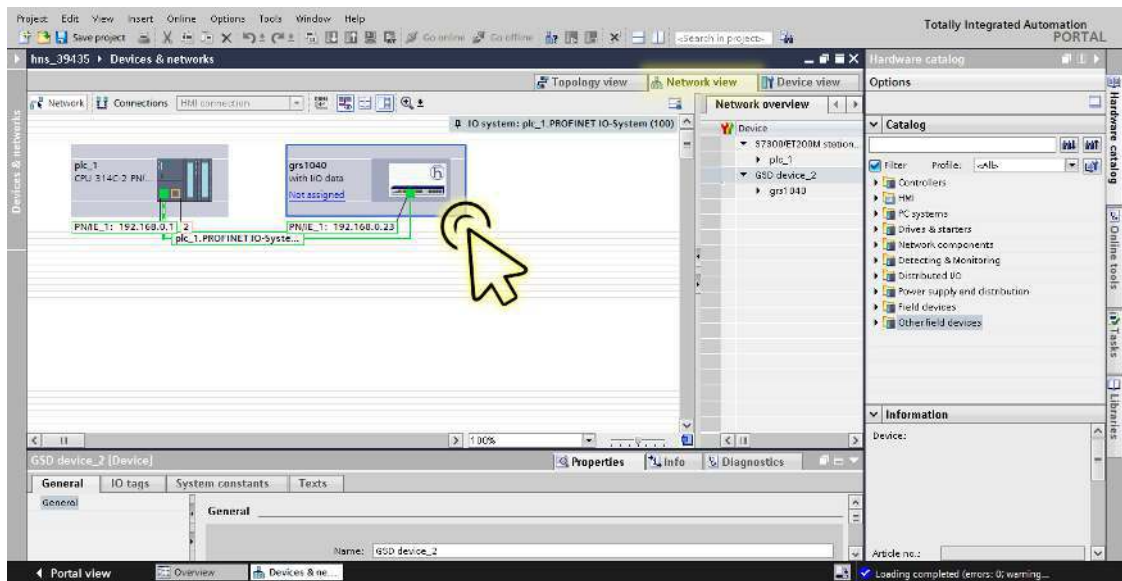 Project Edit View Insert Online Options Tools Window Help
Totally Integrated Automation
PORTAL
Save project Go online Go offline <Search in project>
hns_39435 Devices & networks
Hardware catalog
Topology view Network view Device view
Options
Network Connections HMI connection
Network overview
IO system: plc_1.PROFINET IO-System (100)
Catalog
Device
S7300/ET200M station...
plc_1
GSD device_2
grs1040
plc_1
CPU 314C-2 PN/...
grs1040
with I/O data
Not assigned
PN/IE_1: 192.168.0.1 2
PN/IE_1: 192.168.0.23
plc_1.PROFINET IO-Syste...
Filter Profile: <All>
Controllers
HMI
PC systems
Drives & starters
Network components
Detecting & Monitoring
Distributed I/O
Power supply and distribution
Field devices
Other field devices
Devices & networks
Hardware catalog
Online tools
Tasks
Libraries
100%
Information
Device:
GSD device_2 [Device]
Properties Info Diagnostics
General IO tags System constants Texts
General
General
Name: GSD device_2
Article no.:
Portal view Overview Devices & ne...
Loading completed (errors: 0; warning...